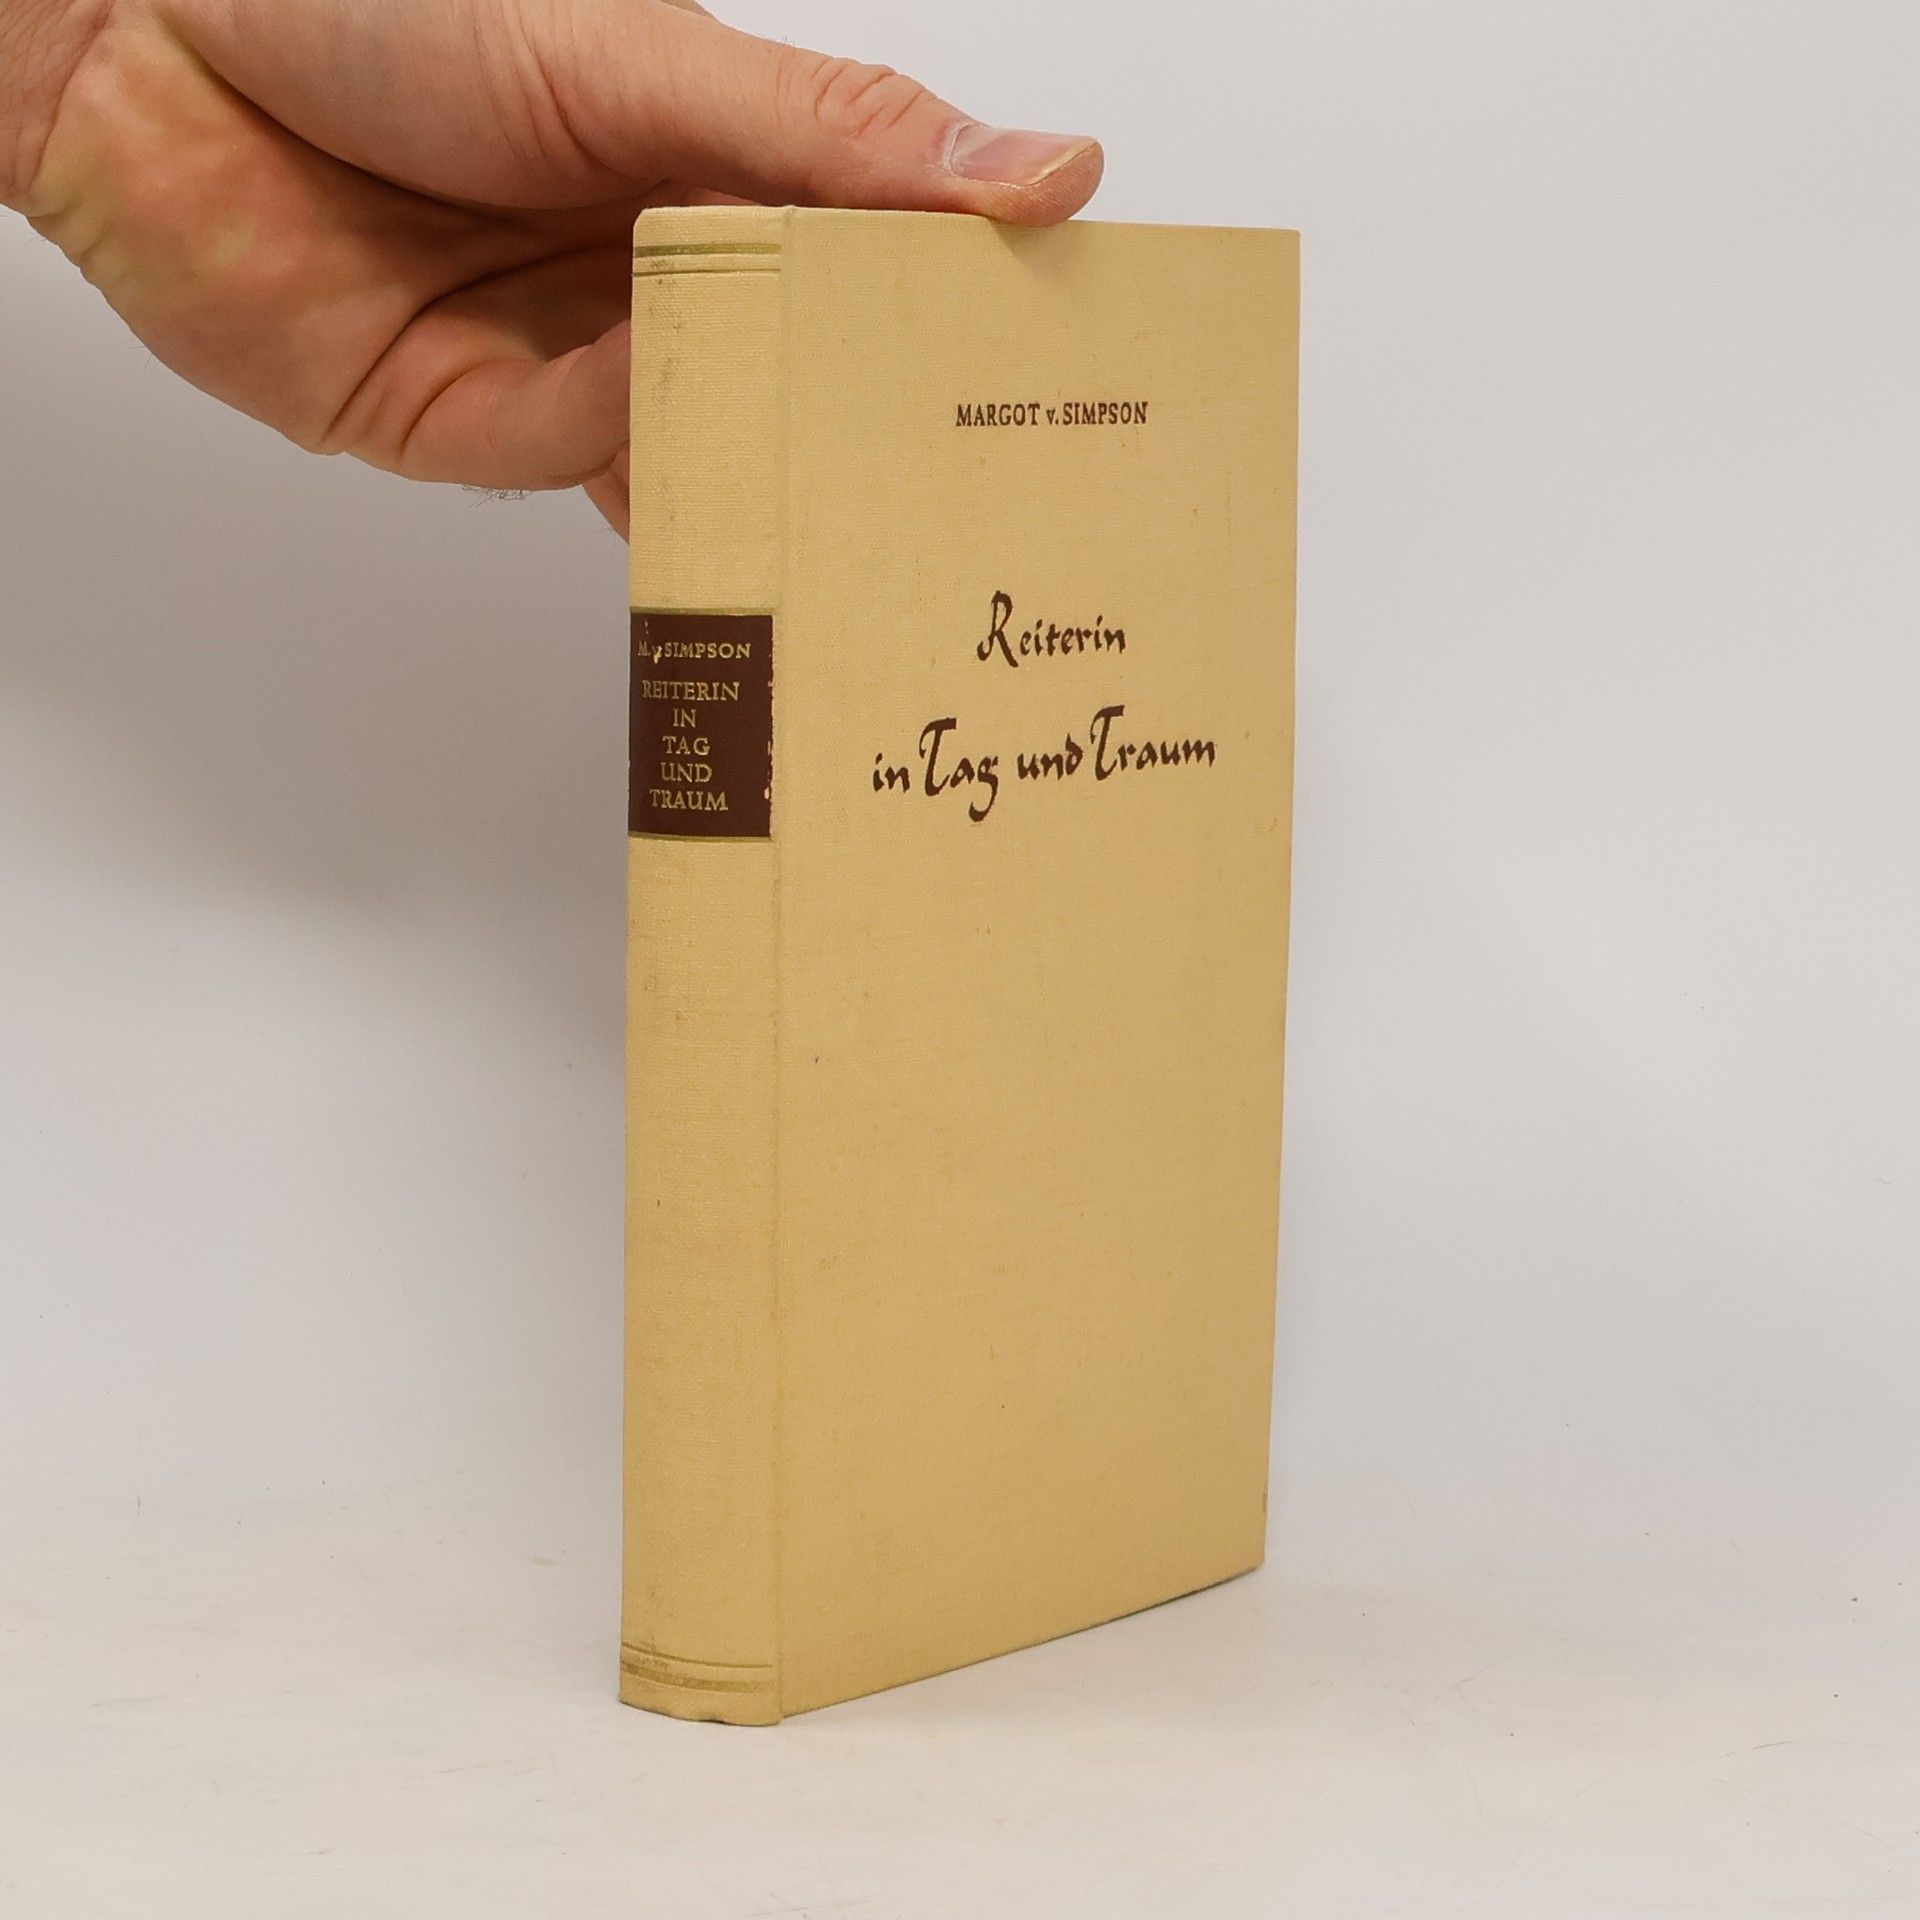 MARGOT v. SIMPSON
Reiterin
in Tag und Traum
M. v. SIMPSON
REITERIN
IN
TAG
UND
TRAUM